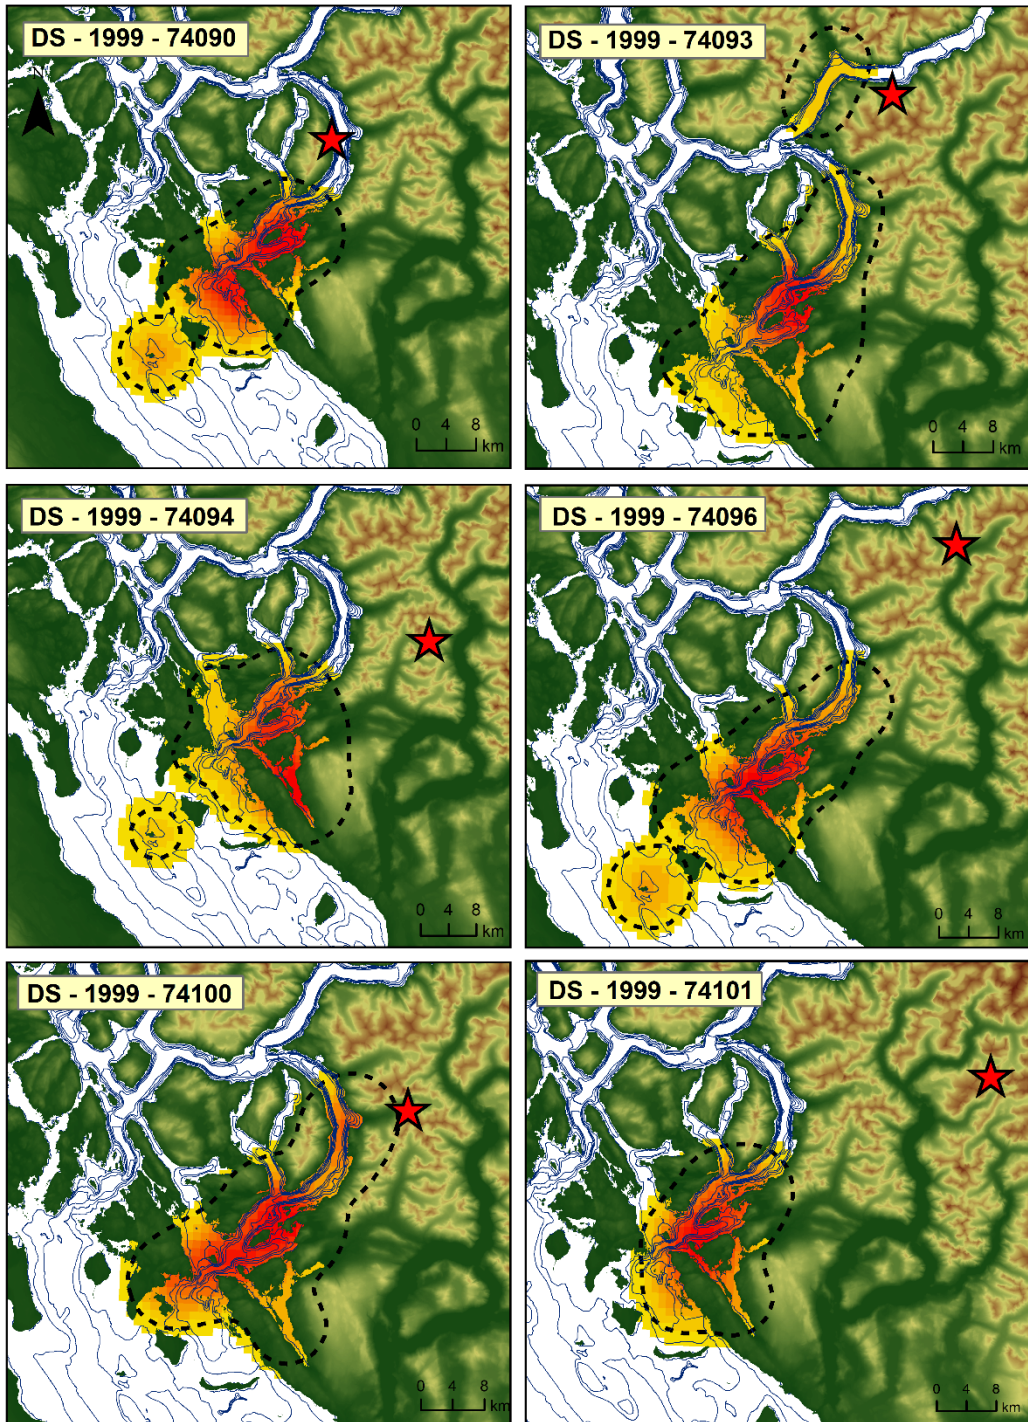 DS - 1999 - 74090
N
0 4 8
km
DS - 1999 - 74093
0 4 8
km
DS - 1999 - 74094
0 4 8
km
DS - 1999 - 74096
0 4 8
km
DS - 1999 - 74100
0 4 8
km
DS - 1999 - 74101
0 4 8
km